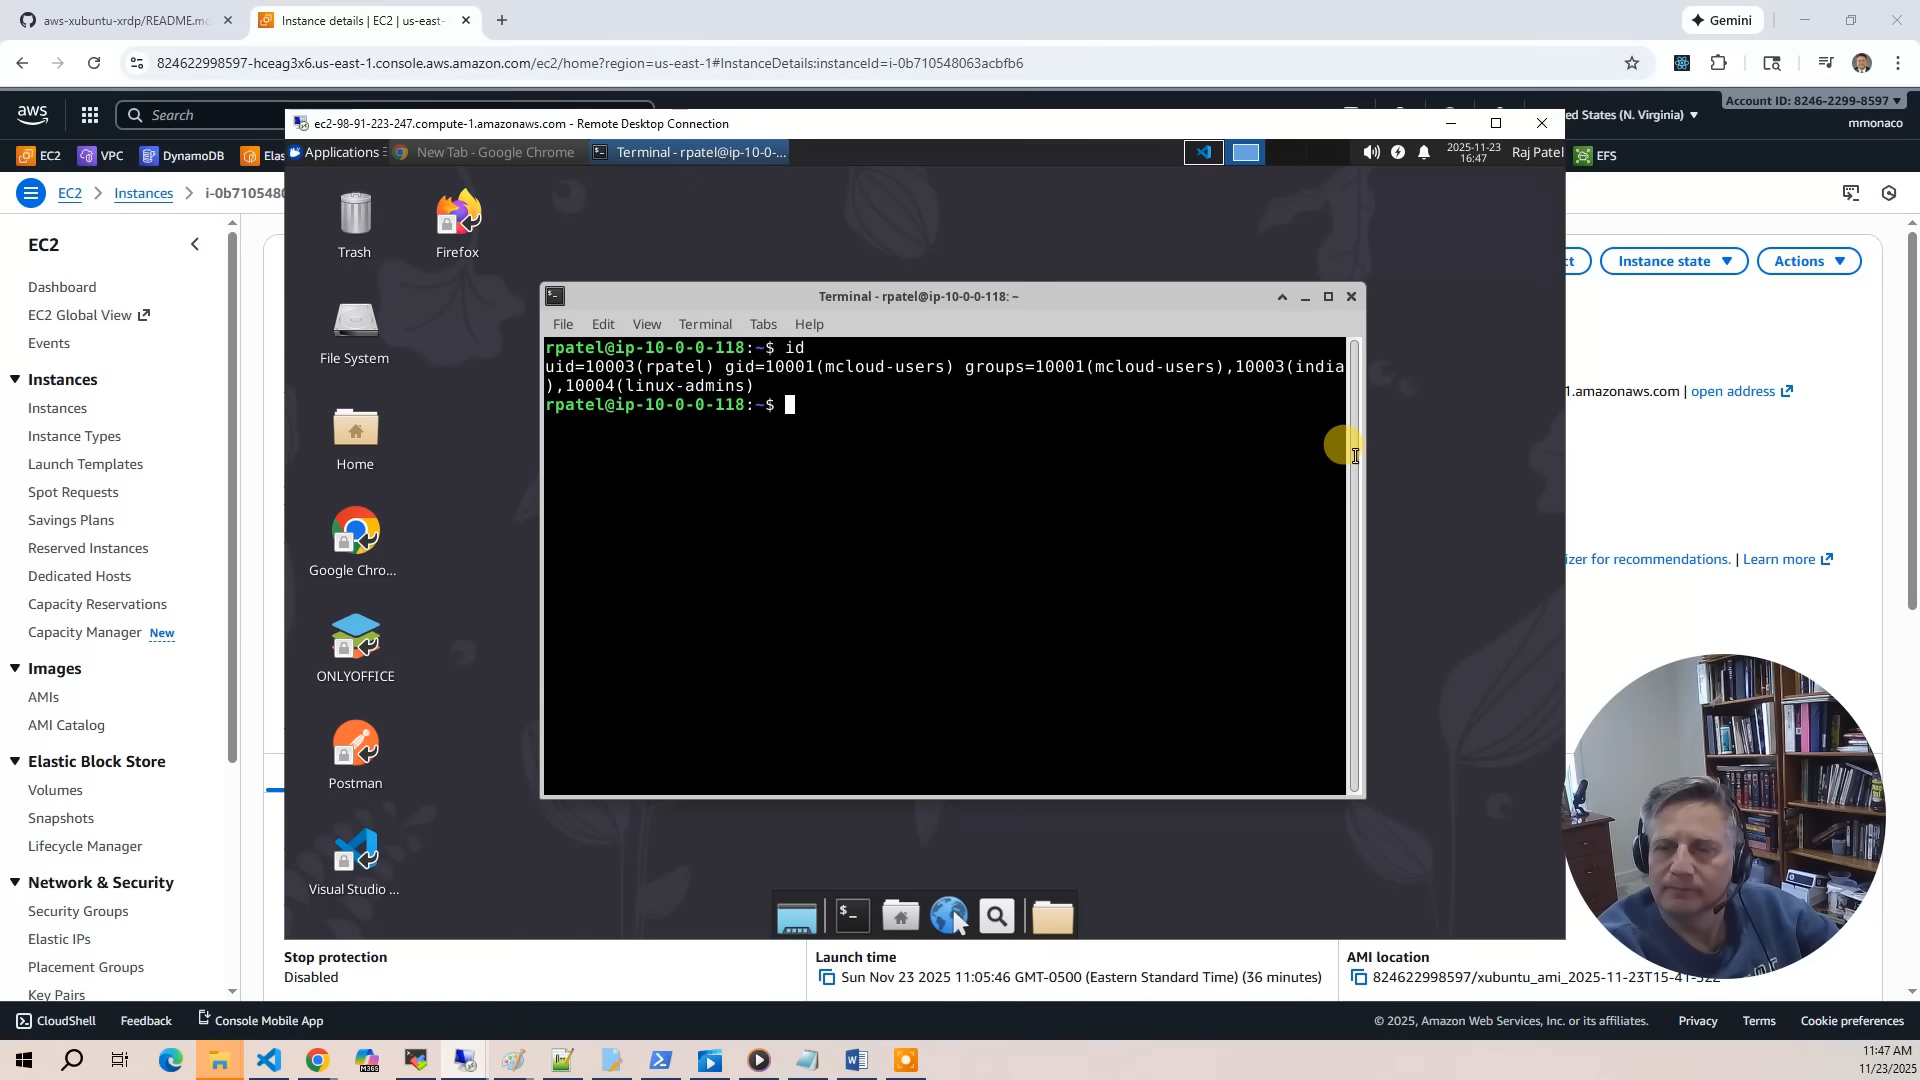 aws-xubuntu-xrdp/README.m
Instance details | EC2 | us-east-
Gemini
824622998597-hceag3x6.us-east-1.console.aws.amazon.com/ec2/home?region=us-east-1#InstanceDetails:instanceId=i-0b710548063acbfb6
aws
Search
ed States (N. Virginia)
Account ID: 8246-2299-8597
mmonaco
EC2
VPC
DynamoDB
Elas
EFS
EC2
Instances
i-0b710548
ec2-98-91-223-247.compute-1.amazonaws.com - Remote Desktop Connection
Applications
New Tab - Google Chrome
Terminal - rpatel@ip-10-0-...
2025-11-23
16:47
Raj Patel
EC2
Dashboard
EC2 Global View
Events
Instances
Instances
Instance Types
Launch Templates
Spot Requests
Savings Plans
Reserved Instances
Dedicated Hosts
Capacity Reservations
Capacity Manager New
Images
AMIs
AMI Catalog
Elastic Block Store
Volumes
Snapshots
Lifecycle Manager
Network & Security
Security Groups
Elastic IPs
Placement Groups
Key Pairs
Trash
Firefox
File System
Home
Google Chro...
ONLYOFFICE
Postman
Visual Studio ...
Terminal - rpatel@ip-10-0-0-118: ~
File Edit View Terminal Tabs Help
rpatel@ip-10-0-0-118:~$ id
uid=10003(rpatel) gid=10001(mcloud-users) groups=10001(mcloud-users),10003(india
),10004(linux-admins)
rpatel@ip-10-0-0-118:~$
ct
Instance state
Actions
1.amazonaws.com | open address
izer for recommendations. | Learn more
Stop protection
Disabled
Launch time
Sun Nov 23 2025 11:05:46 GMT-0500 (Eastern Standard Time) (36 minutes)
AMI location
824622998597/xubuntu_ami_2025-11-23T15-41-52Z
CloudShell
Feedback
Console Mobile App
© 2025, Amazon Web Services, Inc. or its affiliates.
Privacy
Terms
Cookie preferences
M365
11:47 AM
11/23/2025